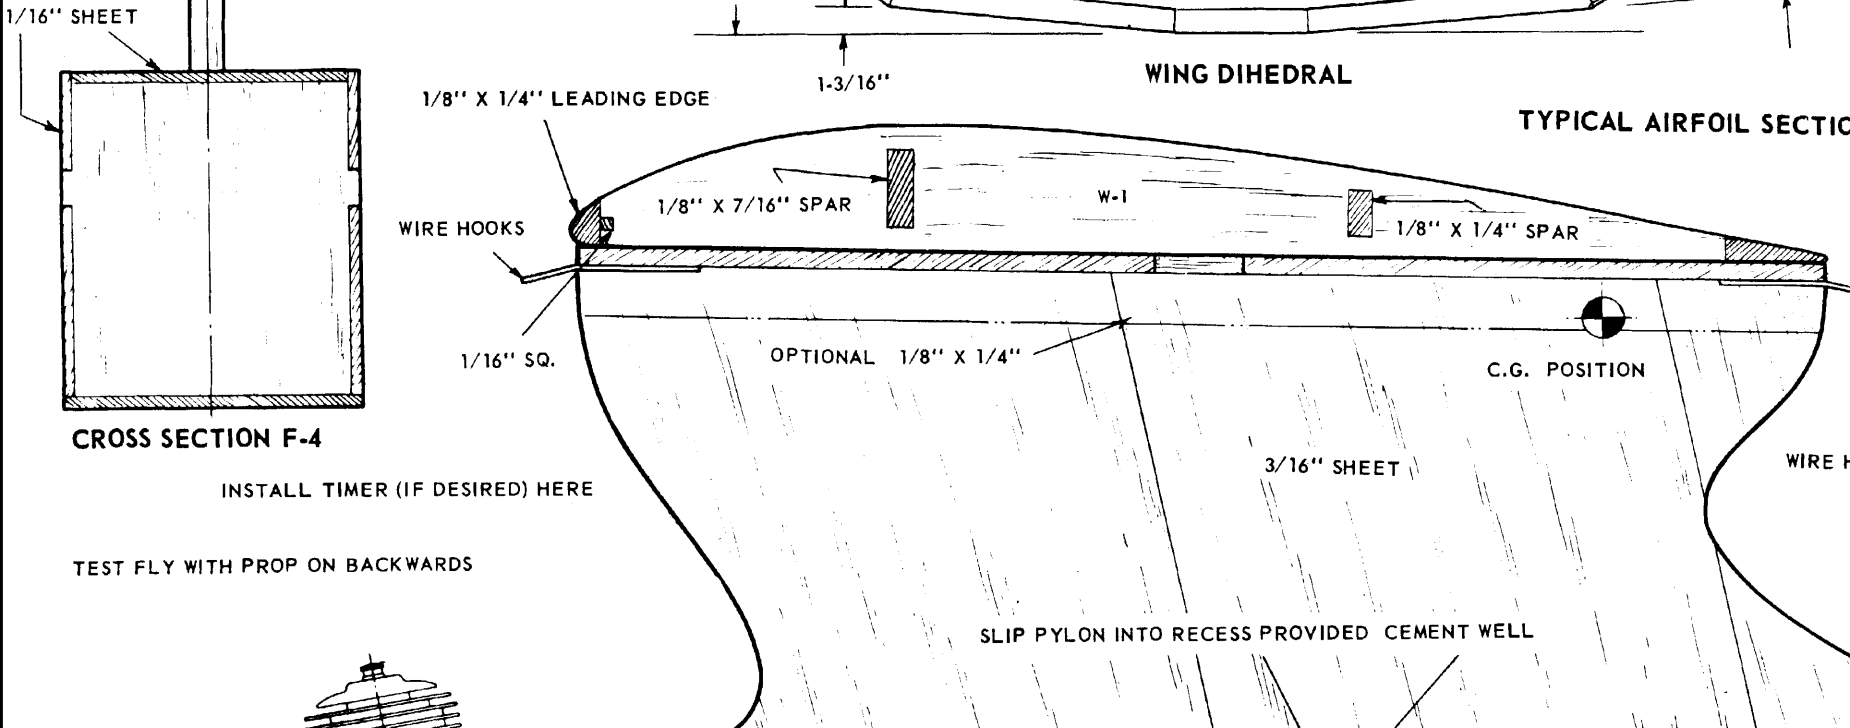 1/16" SHEET
1-3/16"
WING DIHEDRAL
1/8" X 1/4" LEADING EDGE
TYPICAL AIRFOIL SECTIO
1/8" X 7/16" SPAR
W-1
WIRE HOOKS
1/8" X 1/4" SPAR
1/16" SQ.
OPTIONAL 1/8" X 1/4"
C.G. POSITION
CROSS SECTION F-4
3/16" SHEET
WIRE H
INSTALL TIMER (IF DESIRED) HERE
TEST FLY WITH PROP ON BACKWARDS
SLIP PYLON INTO RECESS PROVIDED CEMENT WELL